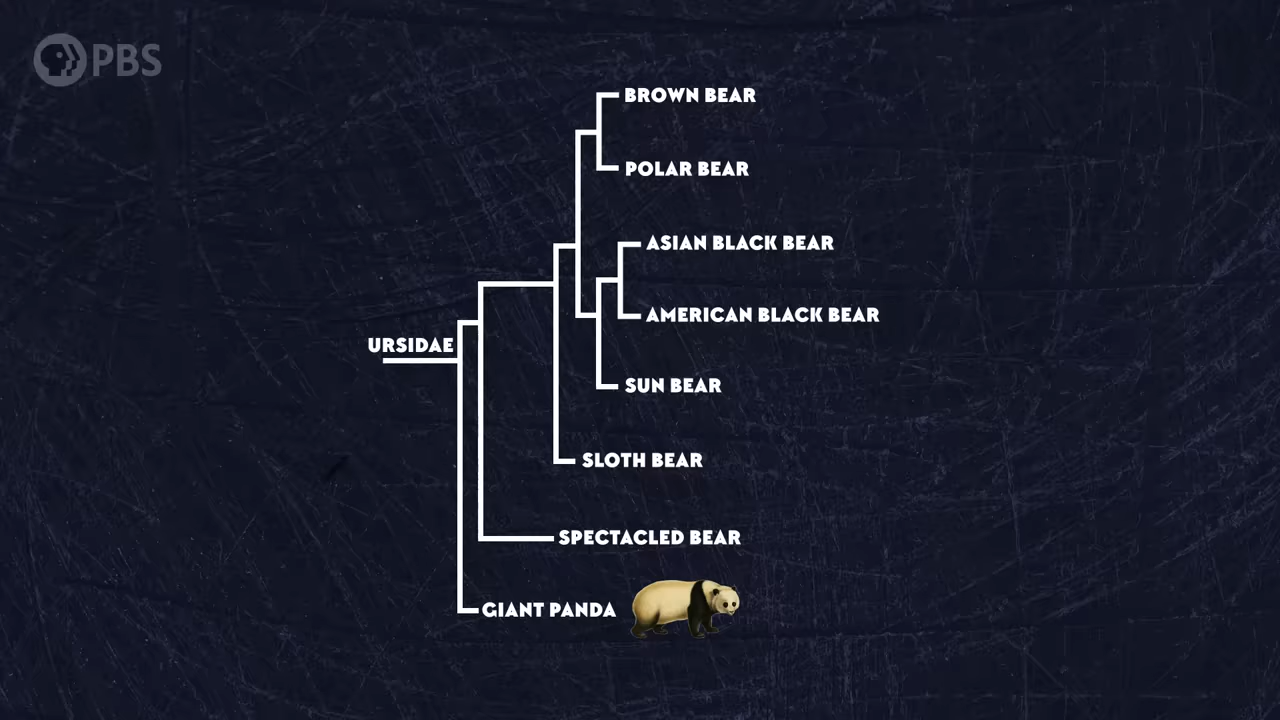 PBS
BROWN BEAR
POLAR BEAR
ASIAN BLACK BEAR
AMERICAN BLACK BEAR
URSIDAE
SUN BEAR
SLOTH BEAR
SPECTACLED BEAR
GIANT PANDA